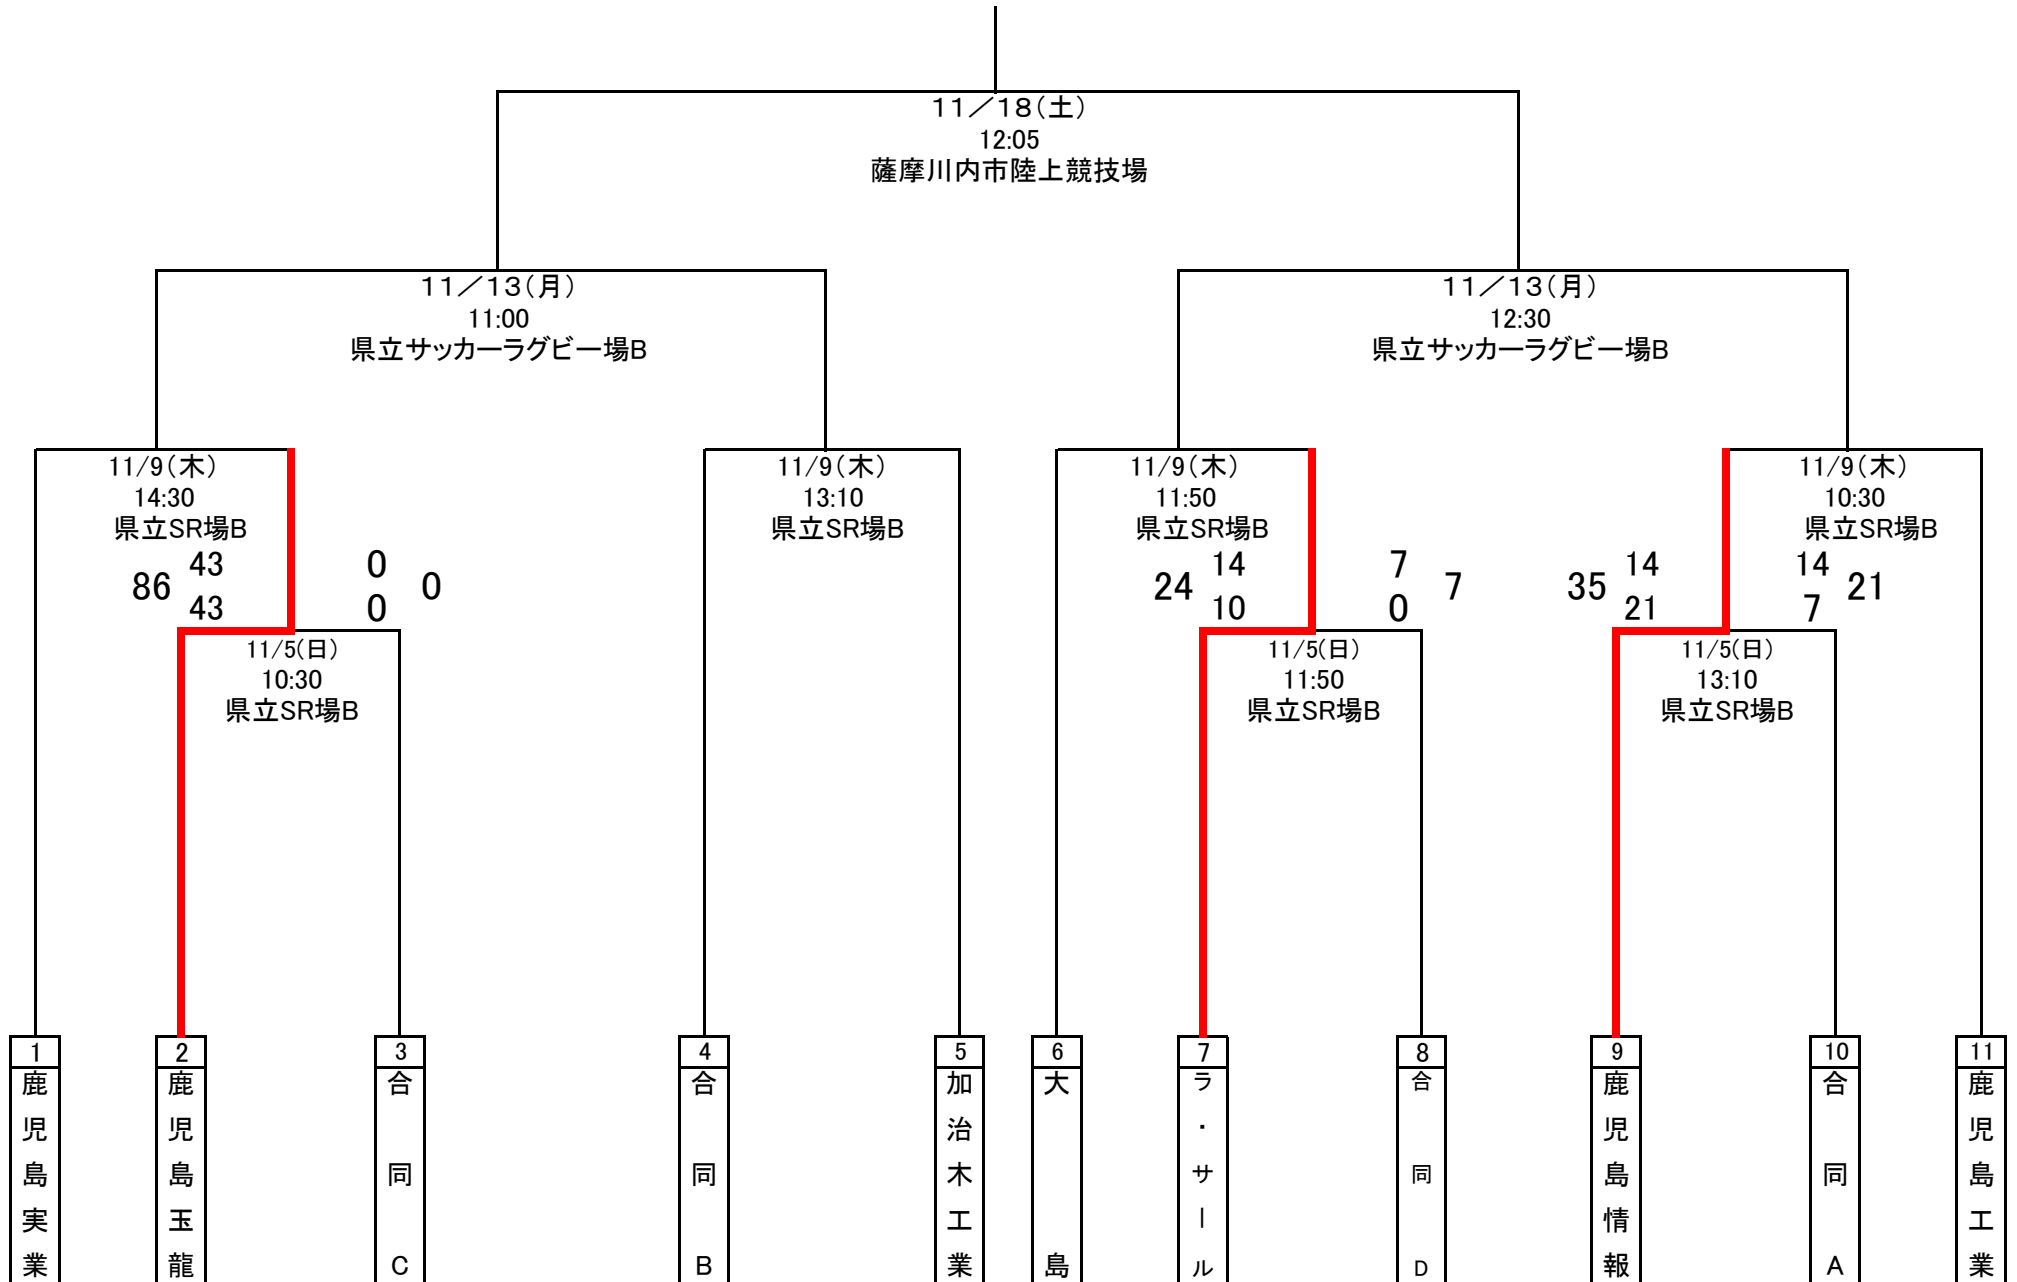 11／18(土)
12:05
薩摩川内市陸上競技場
11／13(月)
11:00
県立サッカーラグビー場B
11／13(月)
12:30
県立サッカーラグビー場B
11/9(木)
14:30
県立SR場B
11/9(木)
13:10
県立SR場B
11/9(木)
11:50
県立SR場B
11/9(木)
10:30
県立SR場B
86
43
43
0
0
0
24
14
10
7
0
7
35
14
21
14
7
21
11/5(日)
10:30
県立SR場B
11/5(日)
11:50
県立SR場B
11/5(日)
13:10
県立SR場B
1
鹿児島実業
2
鹿児島玉龍
3
合同C
4
合同B
5
加治木工業
6
大島
7
ラ・サール
8
合同D
9
鹿児島情報
10
合同A
11
鹿児島工業